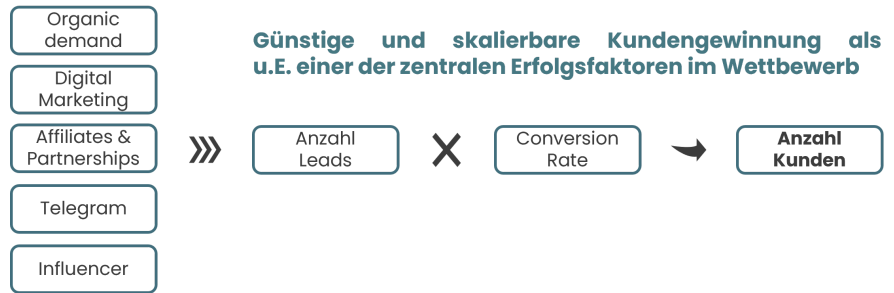 Organic
demand
Digital
Marketing
Affiliates &
Partnerships
Telegram
Influencer
Günstige und skalierbare Kundengewinnung als
u.E. einer der zentralen Erfolgsfaktoren im Wettbewerb
Anzahl
Leads
Conversion
Rate
Anzahl
Kunden